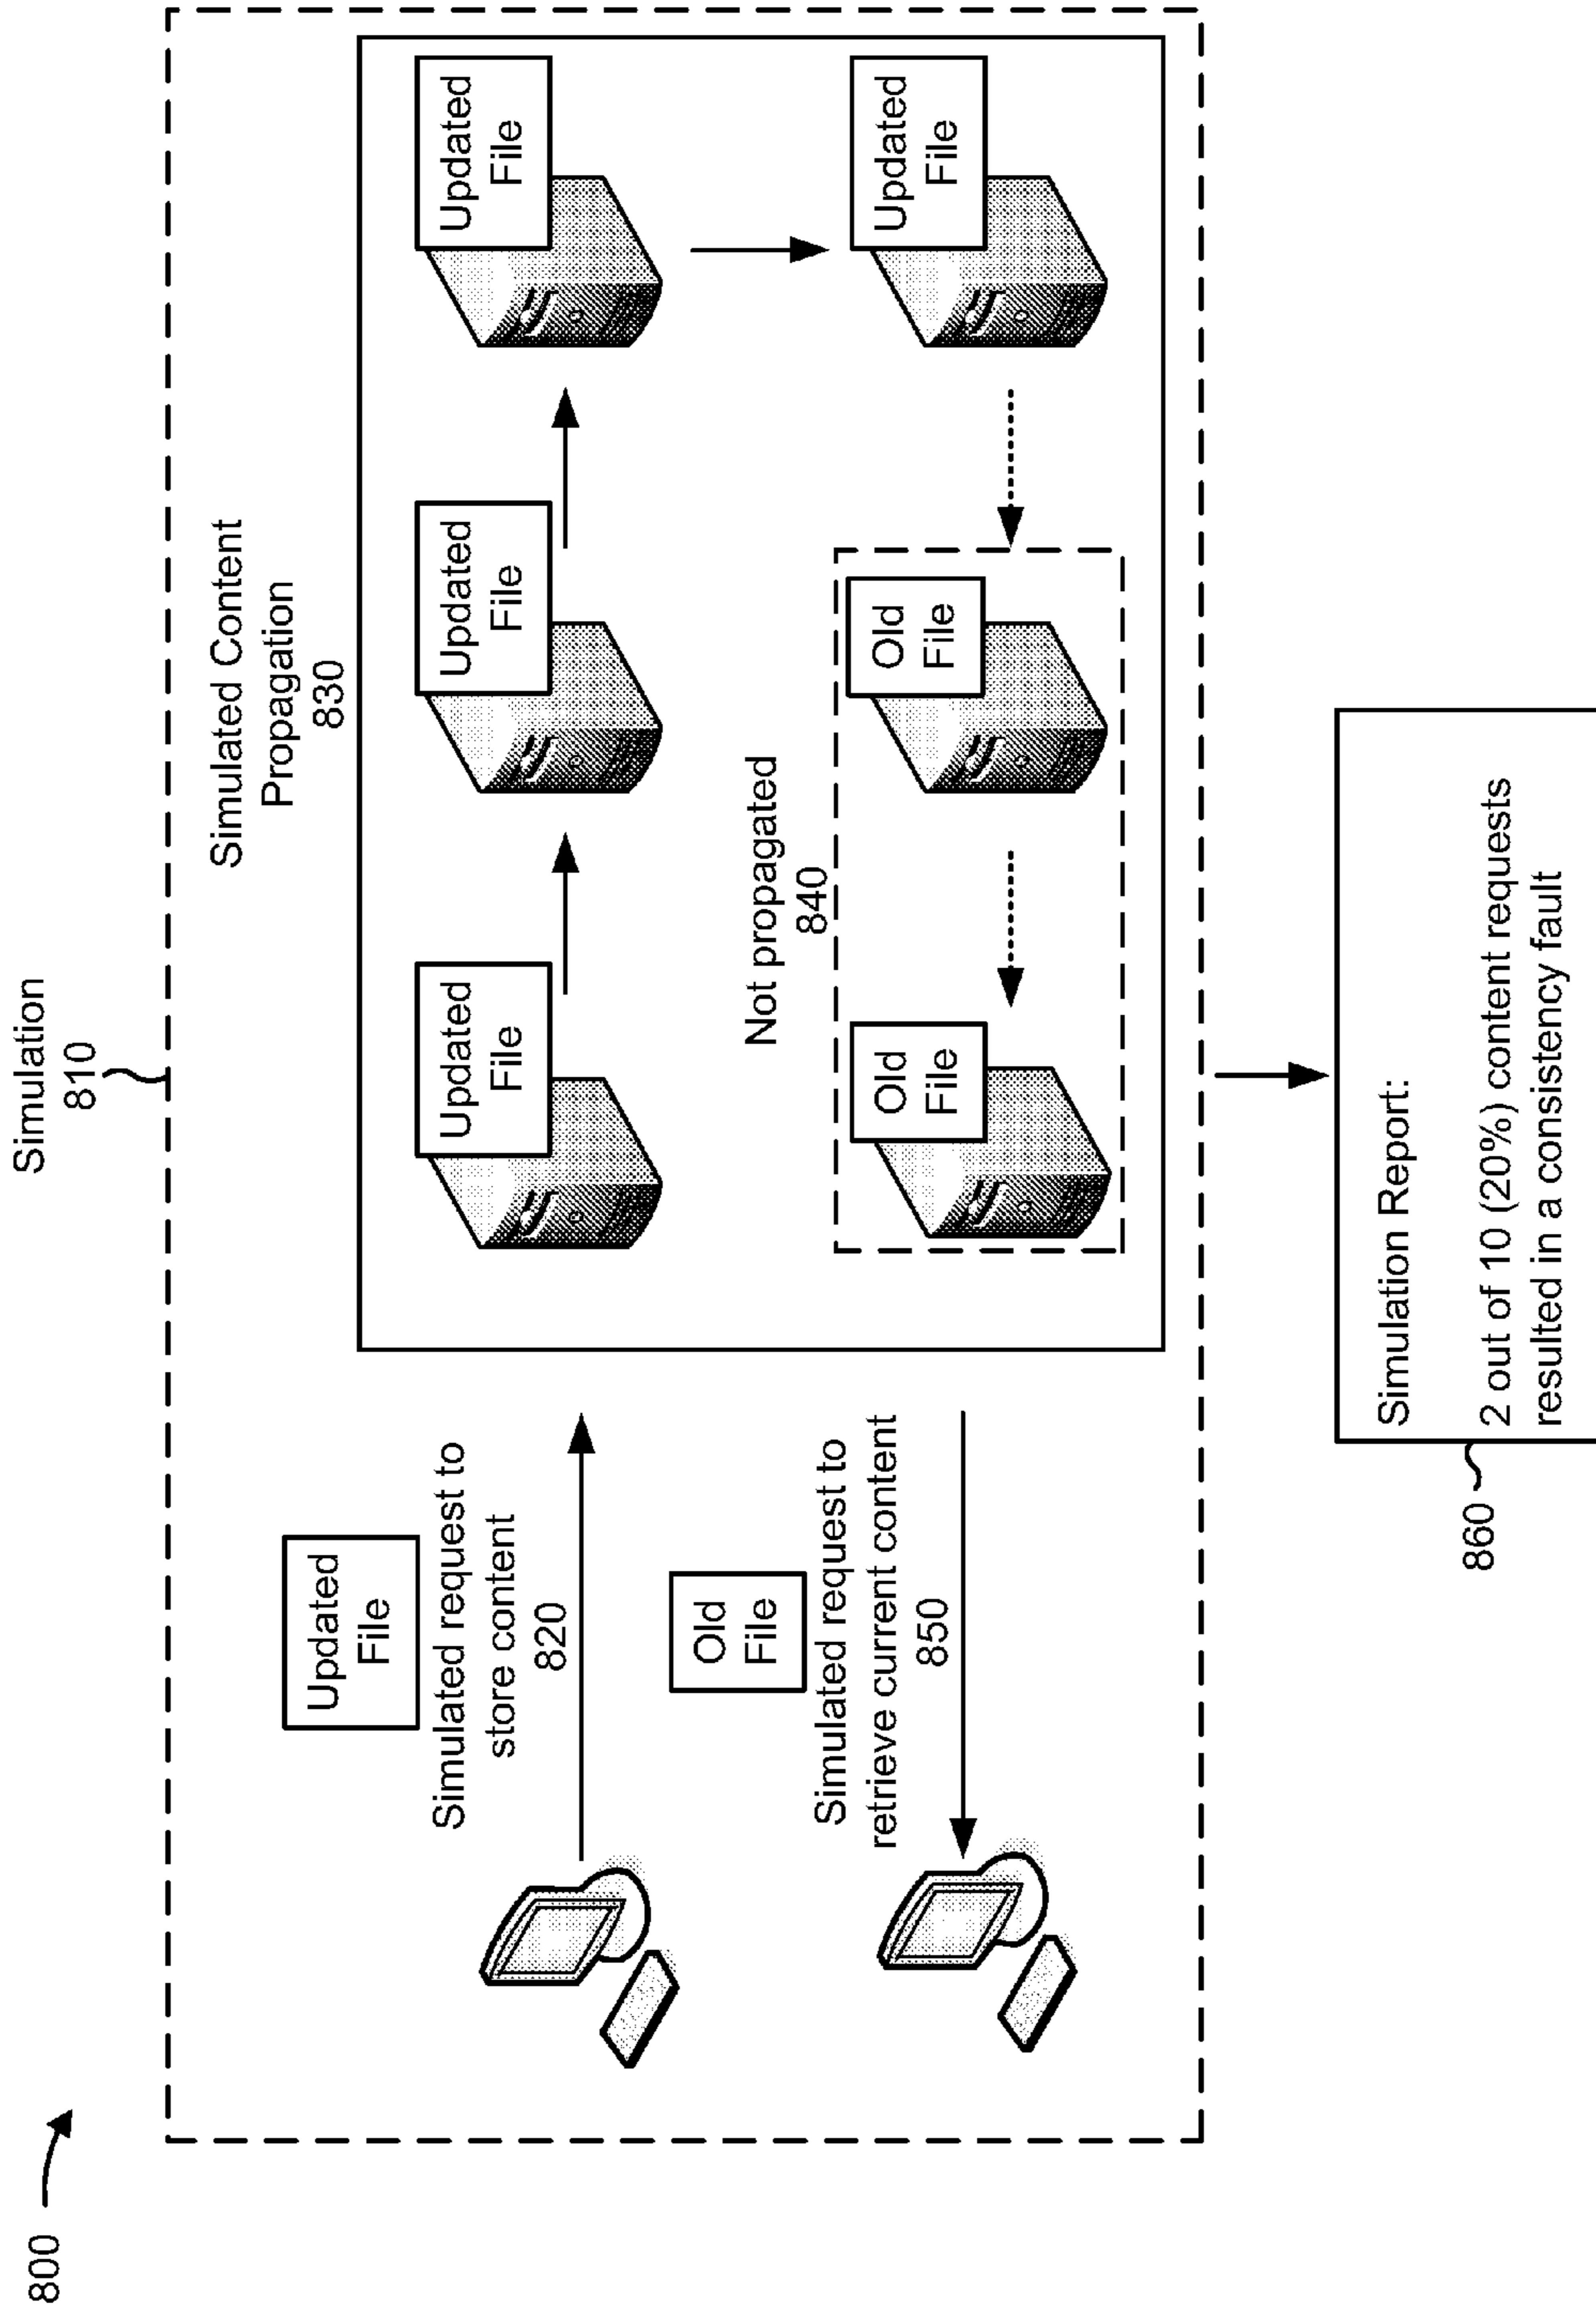 800
Simulation
810
Simulated Content
Propagation
830
Updated
File
Simulated request to
store content
820
Updated
File
Updated
File
Updated
File
Old
File
Simulated request to
retrieve current content
850
Not propagated
840
Old
File
Old
File
Updated
File
860
Simulation Report:
2 out of 10 (20%) content requests
resulted in a consistency fault